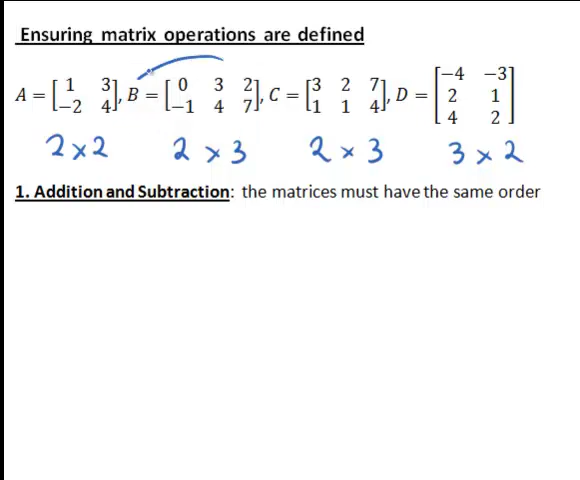 Ensuring matrix operations are defined
A = [1 3; -2 4], B = [0 3 2; -1 4 7], C = [3 2 7; 1 1 4], D = [-4 -3; 2 1; 4 2]
2×2 2×3 2×3 3×2
1. Addition and Subtraction: the matrices must have the same order